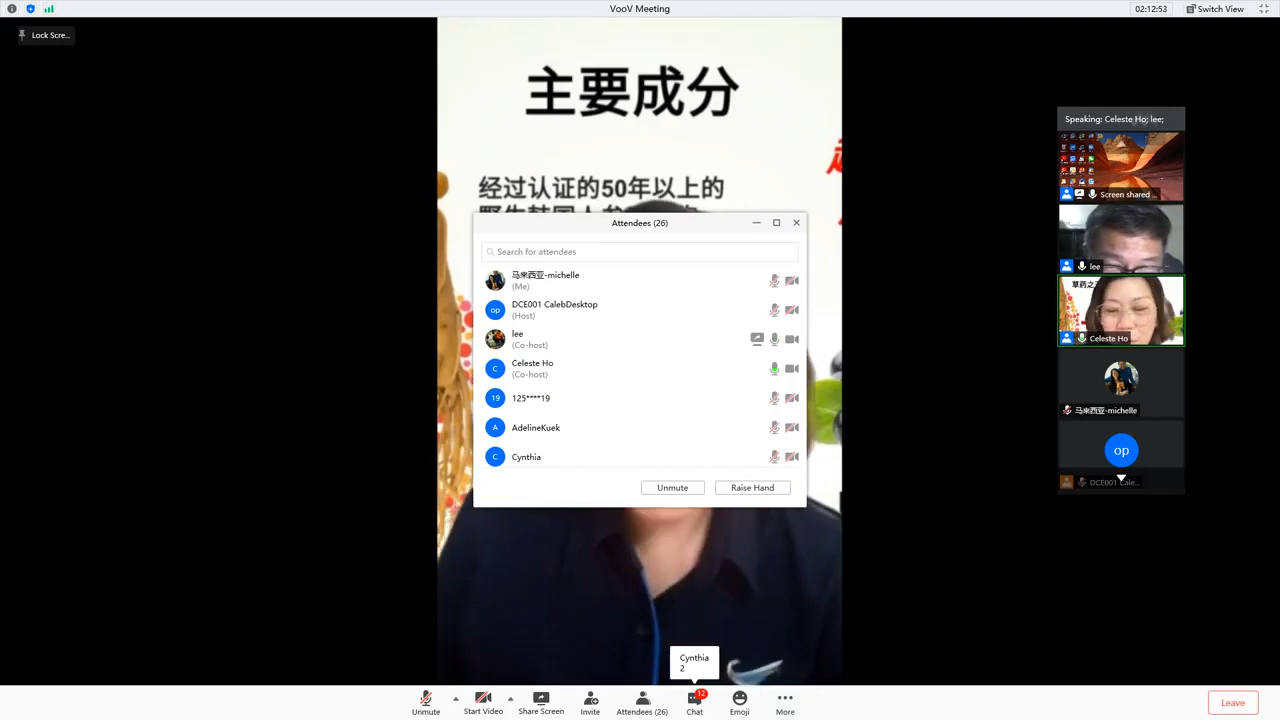 VooV Meeting
02:12:53
Switch View
Lock Scre...
主要成分
经过认证的50年以上的
Attendees (26)
Search for attendees
马来西亚-michelle
(Me)
op
DCE001 CalebDesktop
(Host)
lee
(Co-host)
C
Celeste Ho
(Co-host)
19
125****19
A
AdelineKuek
C
Cynthia
Unmute
Raise Hand
Speaking: Celeste Ho; lee;
Screen shared ...
lee
Celeste Ho
马来西亚-michelle
op
DCE001 Cale...
Cynthia
2
12
Unmute
Start Video
Share Screen
Invite
Attendees (26)
Chat
Emoji
More
Leave